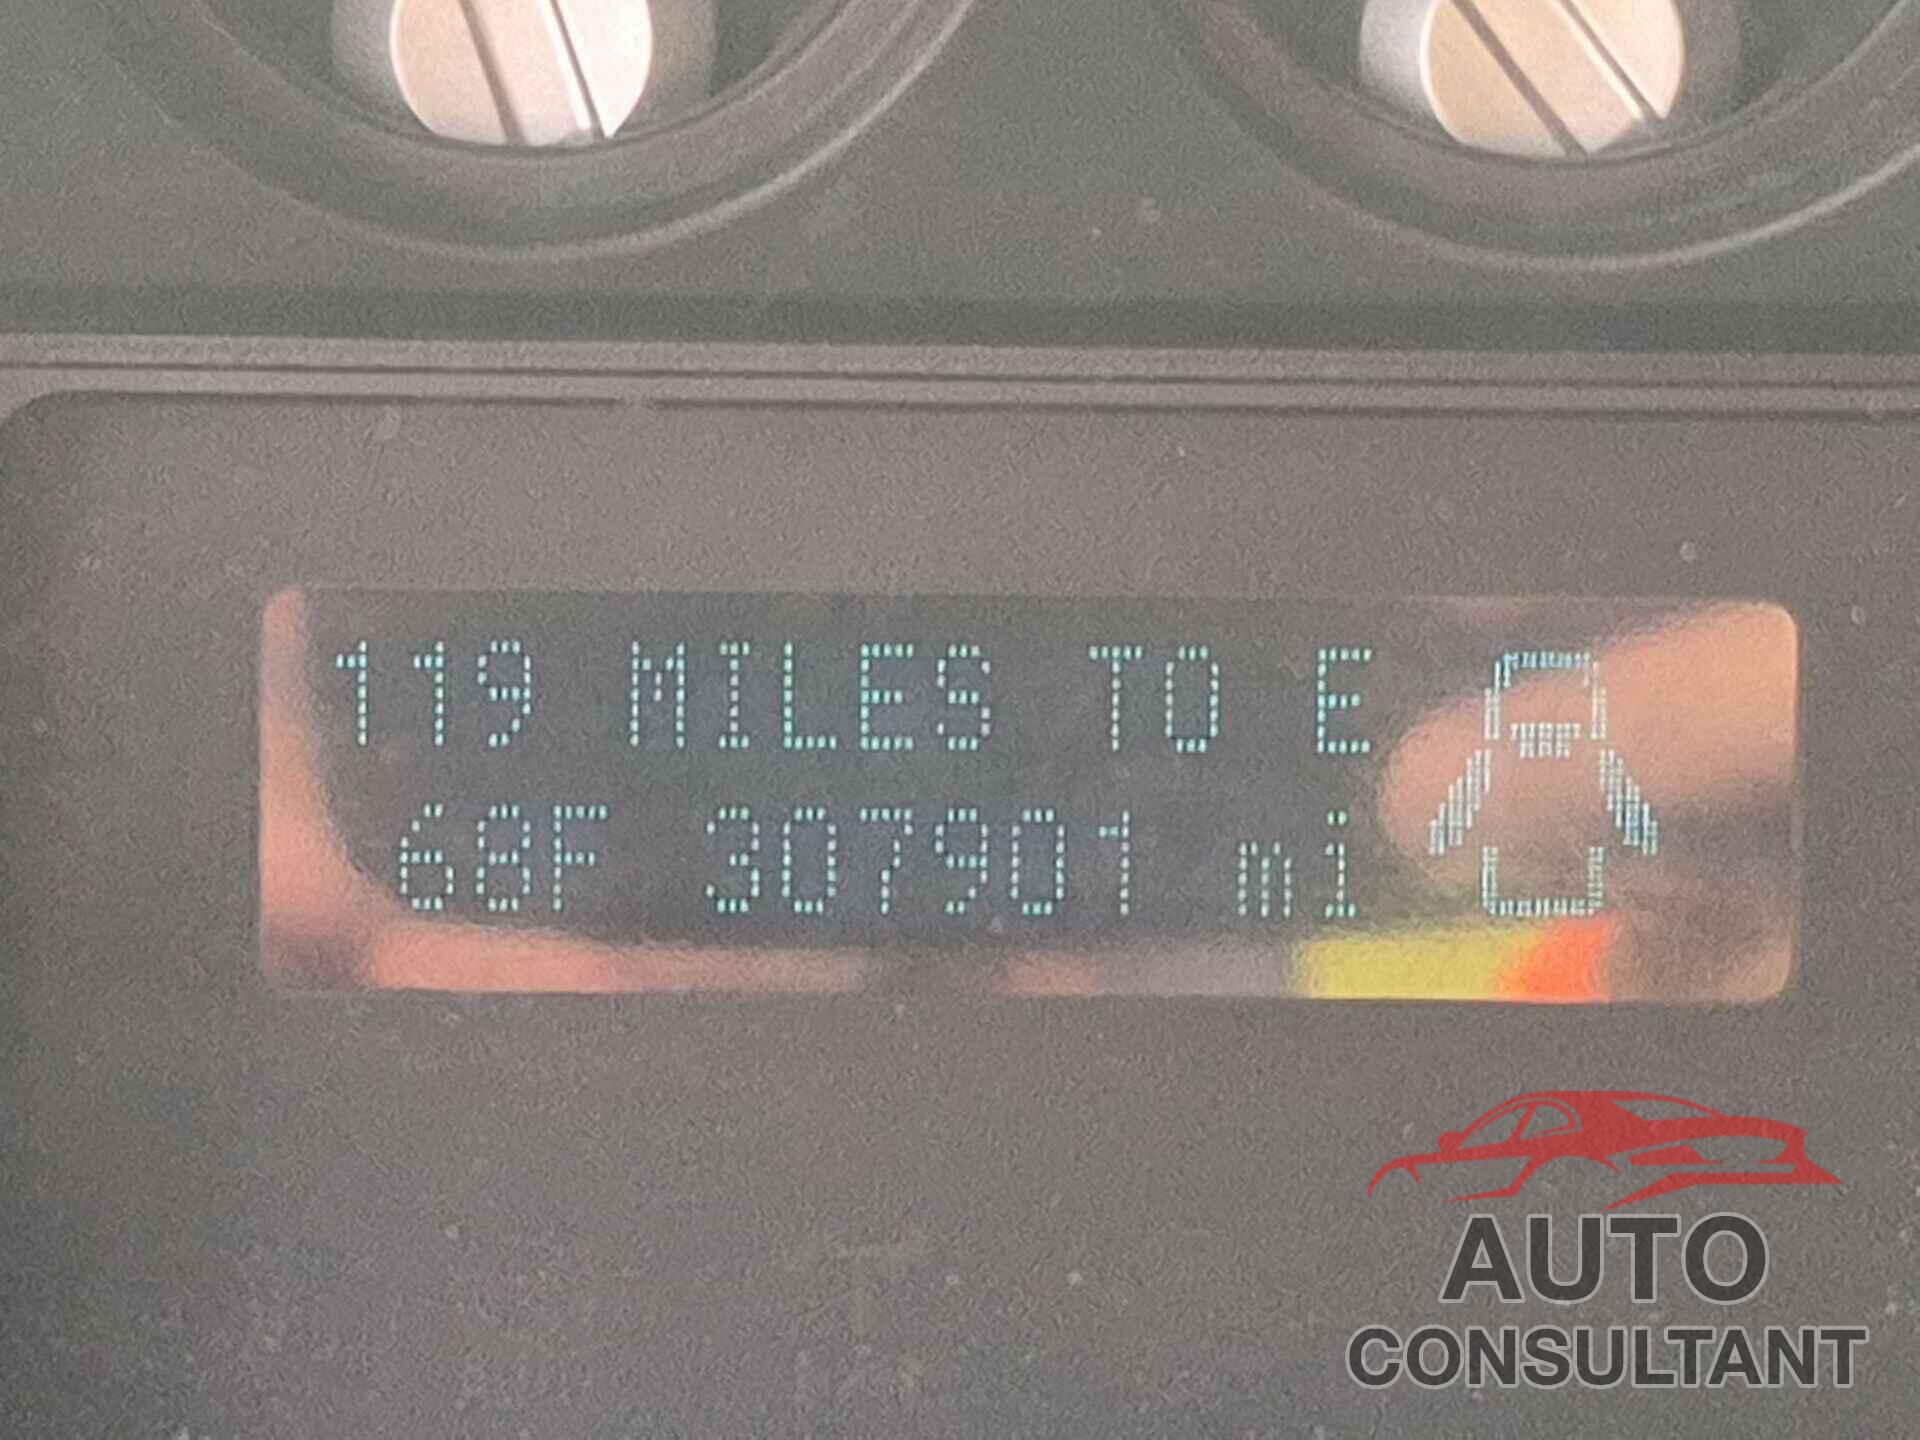 119 MILES TO E
68F 307901 mi
AUTO
CONSULTANT